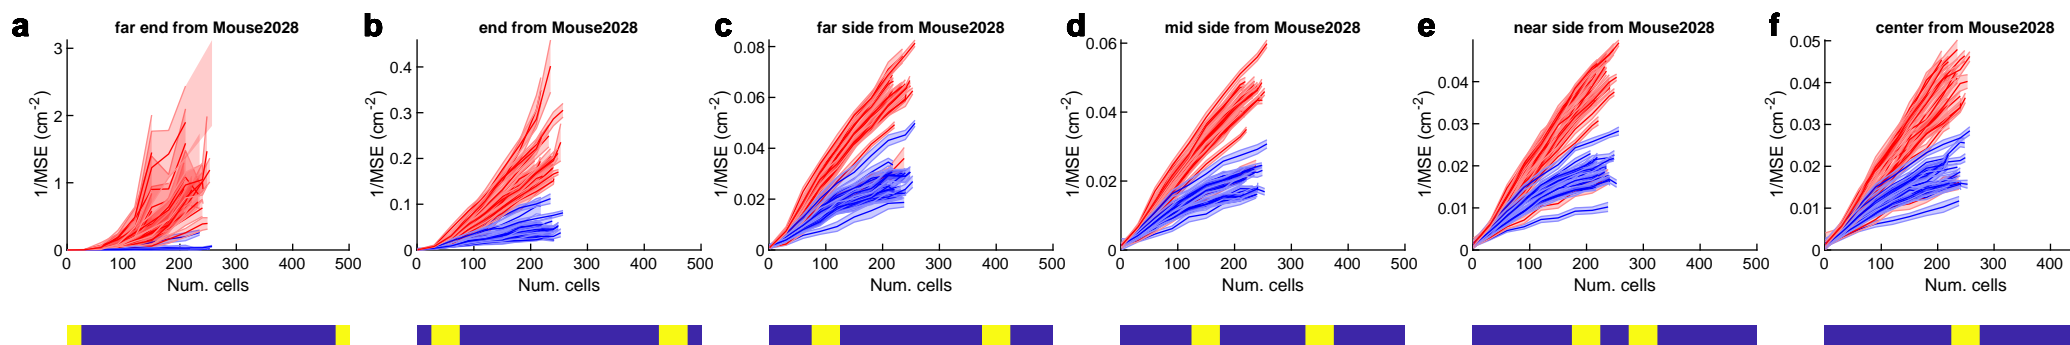 a
far end from Mouse2028
1/MSE (cm-2)
3
2
1
0
0 100 200 300 400 500
Num. cells
b
end from Mouse2028
1/MSE (cm-2)
0.4
0.3
0.2
0.1
0
0 100 200 300 400 500
Num. cells
c
far side from Mouse2028
1/MSE (cm-2)
0.08
0.06
0.04
0.02
0
0 100 200 300 400 500
Num. cells
d
mid side from Mouse2028
1/MSE (cm-2)
0.06
0.04
0.02
0
0 100 200 300 400 500
Num. cells
e
near side from Mouse2028
1/MSE (cm-2)
0.04
0.03
0.02
0.01
0
0 100 200 300 400 500
Num. cells
f
center from Mouse2028
1/MSE (cm-2)
0.05
0.04
0.03
0.02
0.01
0
0 100 200 300 400
Num. cells